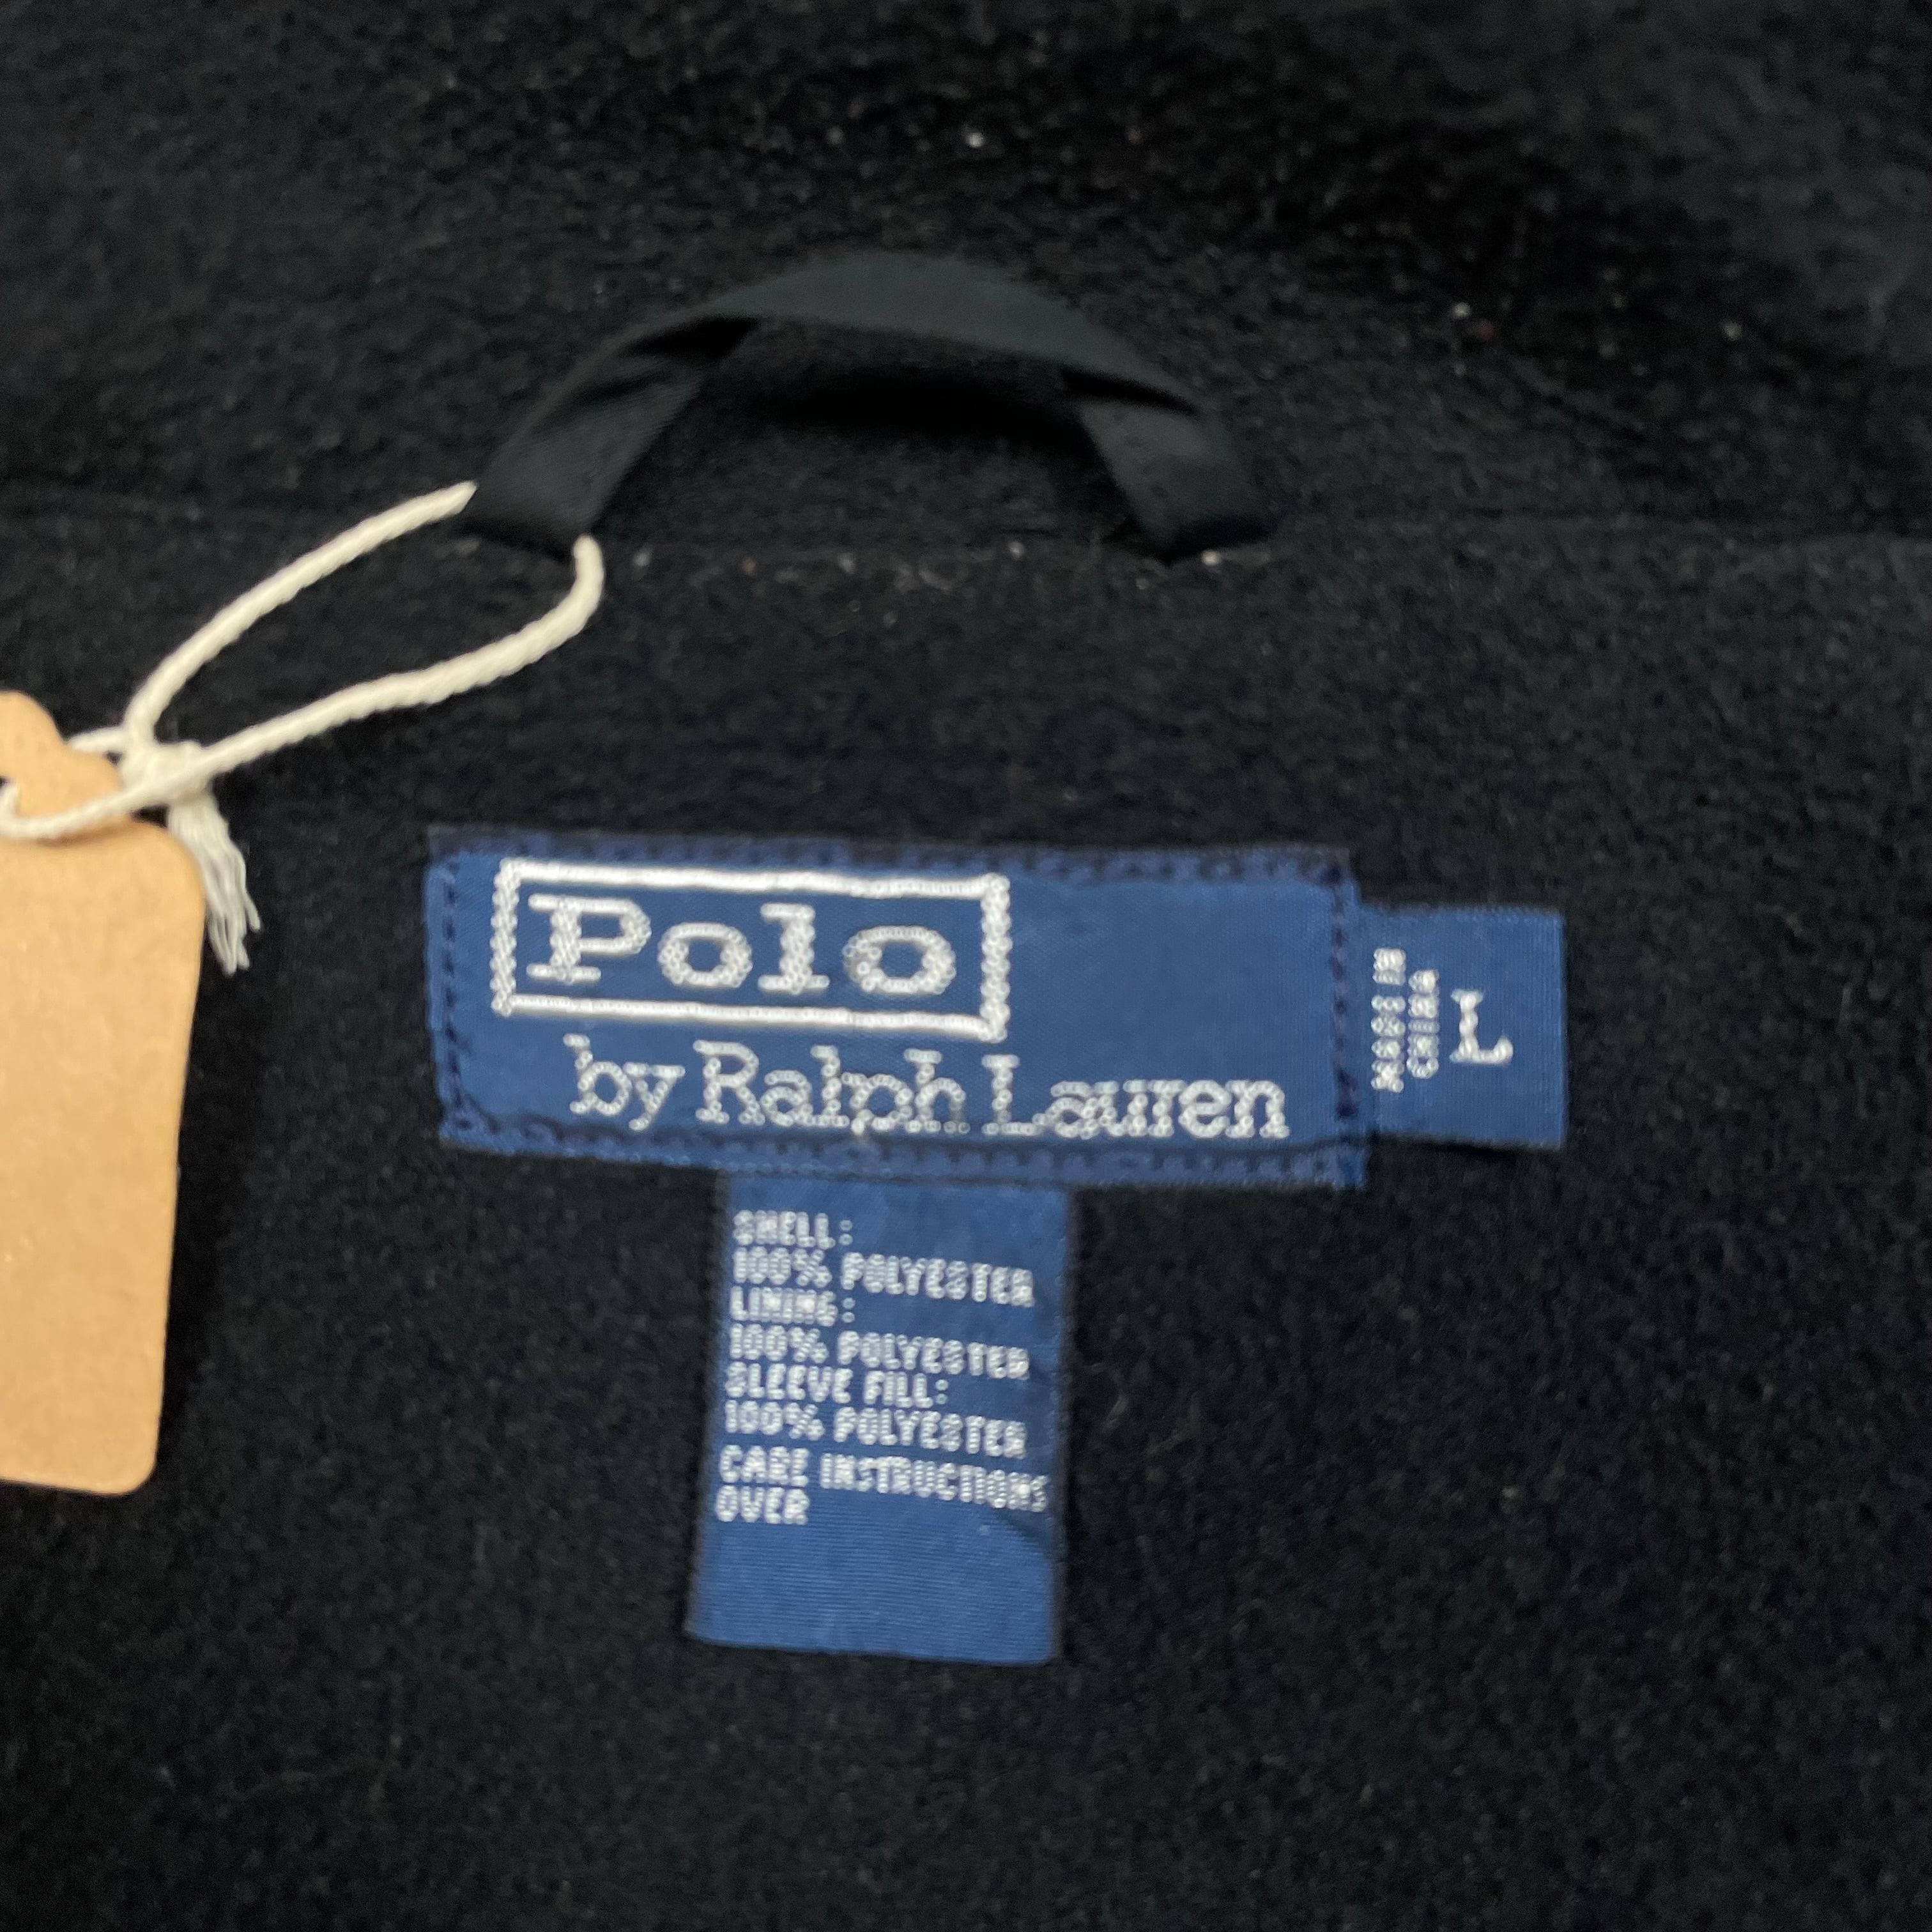 Polo
by Ralph Lauren
MADE IN
CHINA
L
SHELL:
100% POLYESTER
LINING:
100% POLYESTER
SLEEVE FILL:
100% POLYESTER
CARE INSTRUCTIONS
OVER